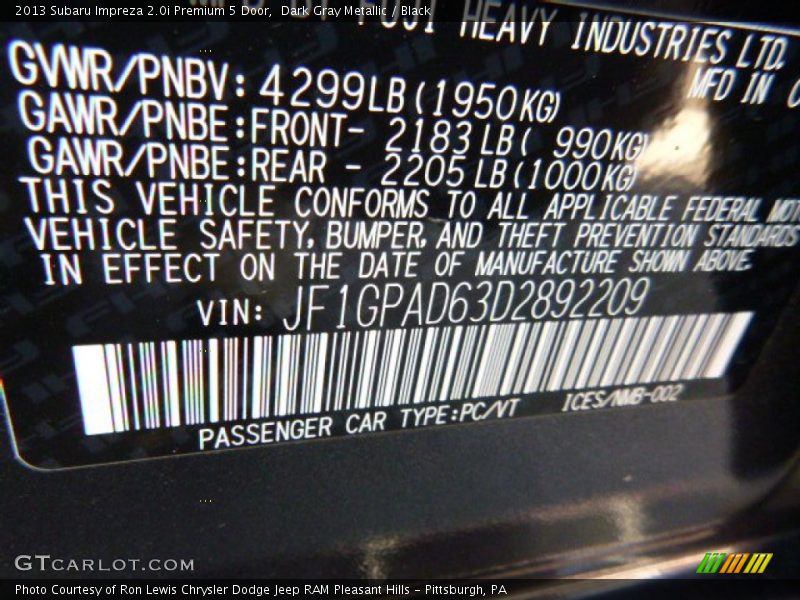 2013 Subaru Impreza 2.0i Premium 5 Door, Dark Gray Metallic / Black
HEAVY INDUSTRIES LTD.
MFD IN
GVWR/PNBV: 4299LB (1950KG)
GAWR/PNBE:FRONT- 2183 LB( 990KG)
GAWR/PNBE:REAR - 2205 LB (1000KG)
THIS VEHICLE CONFORMS TO ALL APPLICABLE FEDERAL
VEHICLE SAFETY, BUMPER, AND THEFT PREVENTION STANDARDS
IN EFFECT ON THE DATE OF MANUFACTURE SHOWN ABOVE.
VIN: JF1GPAD63D2892209
PASSENGER CAR TYPE:PC/VT ICES/NMB-002
GTCARLOT.COM
Photo Courtesy of Ron Lewis Chrysler Dodge Jeep RAM Pleasant Hills - Pittsburgh, PA